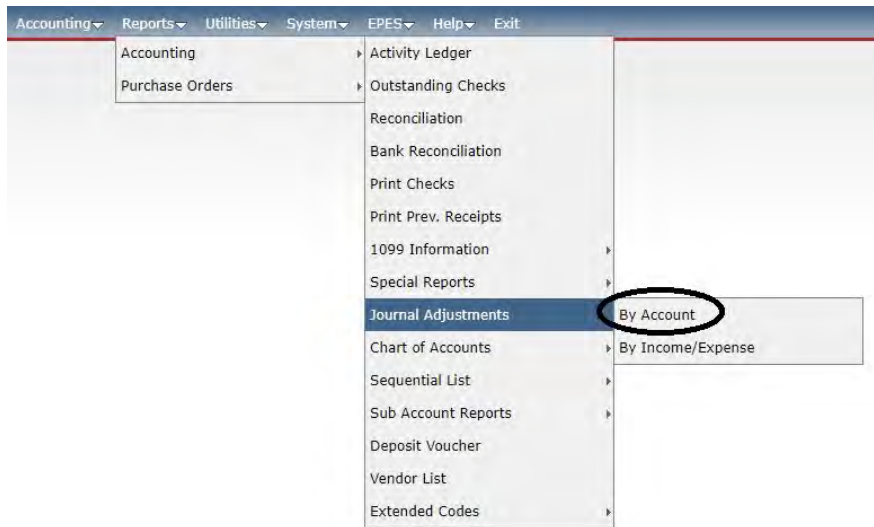 Accounting Reports Utilities System EPES Help Exit
Accounting
Purchase Orders
Activity Ledger
Outstanding Checks
Reconciliation
Bank Reconciliation
Print Checks
Print Prev. Receipts
1099 Information
Special Reports
Journal Adjustments
Chart of Accounts
Sequential List
Sub Account Reports
Deposit Voucher
Vendor List
Extended Codes
By Account
By Income/Expense